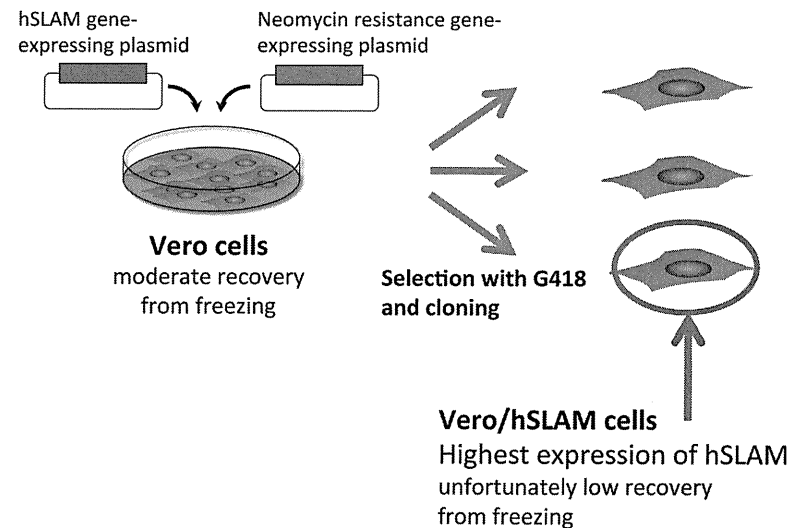 hSLAM gene-
expressing plasmid
Neomycin resistance gene-
expressing plasmid
Vero cells
moderate recovery
from freezing
Selection with G418
and cloning
Vero/hSLAM cells
Highest expression of hSLAM
unfortunately low recovery
from freezing